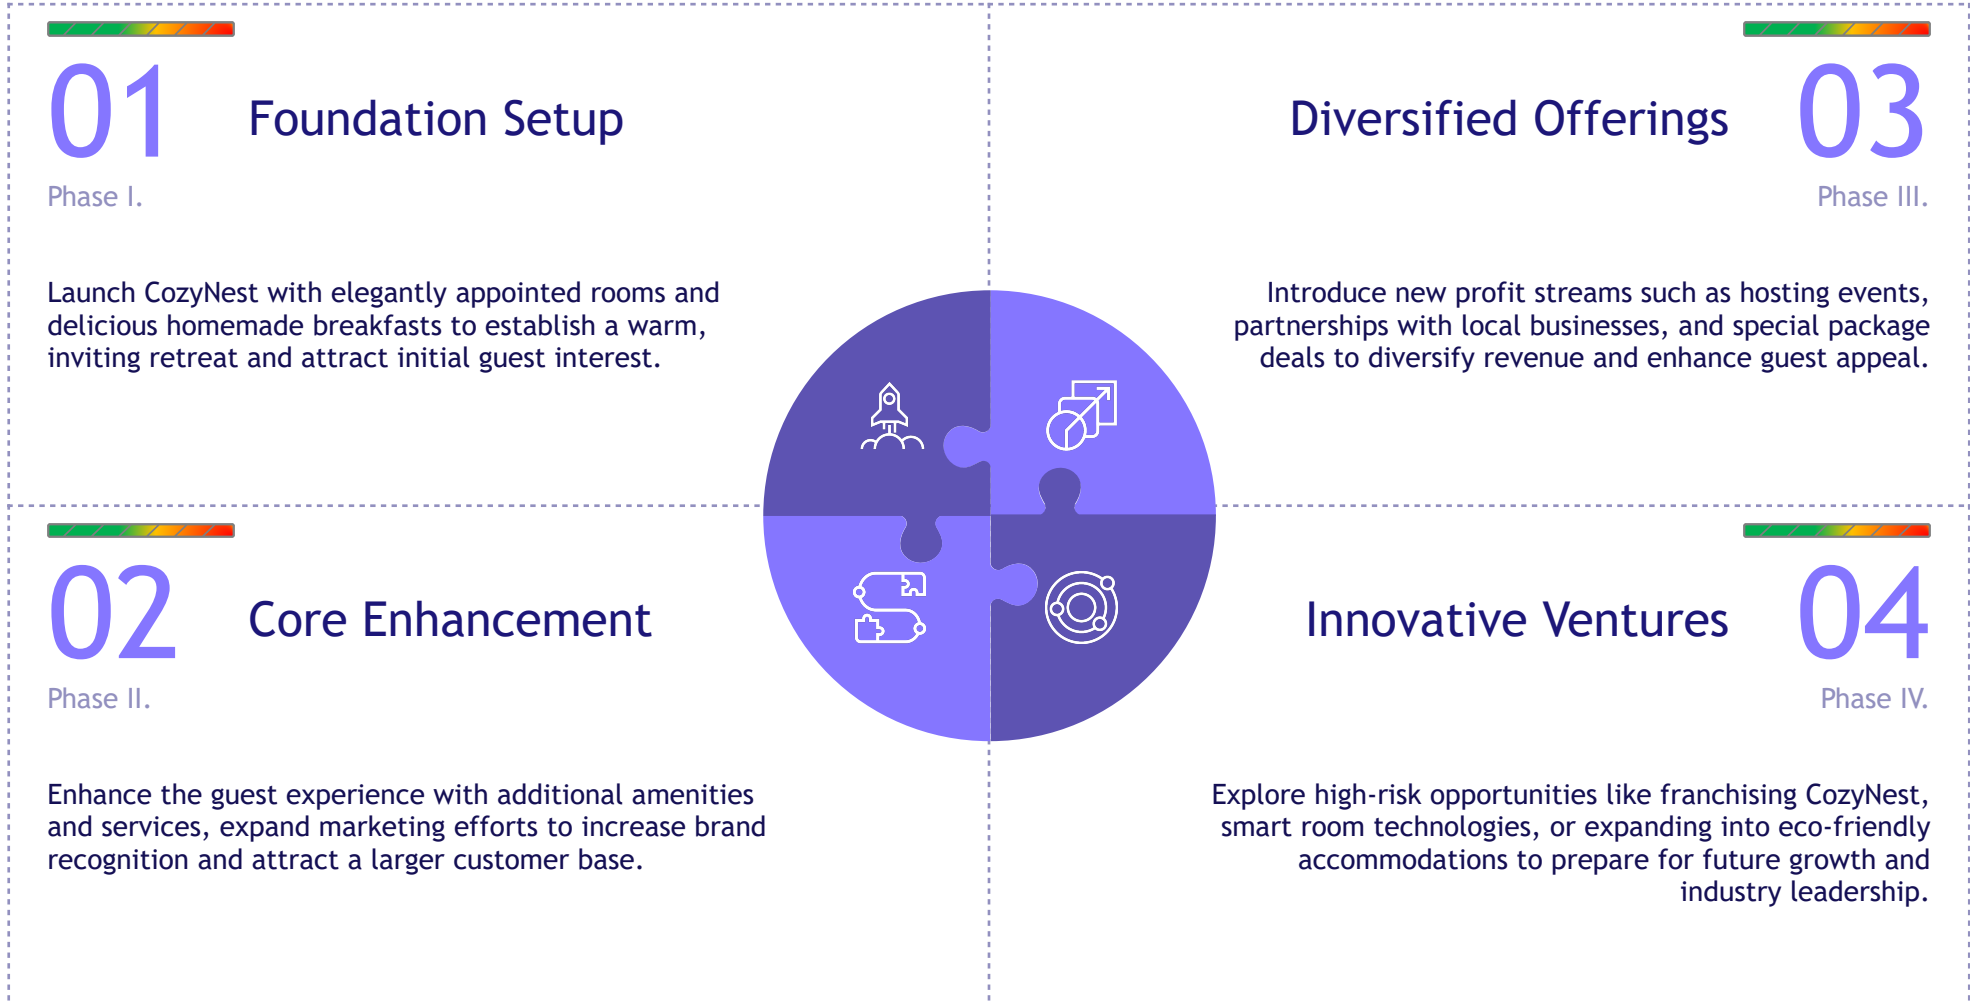 01
Foundation Setup
Phase I.
Launch CozyNest with elegantly appointed rooms and
delicious homemade breakfasts to establish a warm,
inviting retreat and attract initial guest interest.
02
Core Enhancement
Phase II.
Enhance the guest experience with additional amenities
and services, expand marketing efforts to increase brand
recognition and attract a larger customer base.
Diversified Offerings
03
Phase III.
Introduce new profit streams such as hosting events,
partnerships with local businesses, and special package
deals to diversify revenue and enhance guest appeal.
Innovative Ventures
04
Phase IV.
Explore high-risk opportunities like franchising CozyNest,
smart room technologies, or expanding into eco-friendly
accommodations to prepare for future growth and
industry leadership.